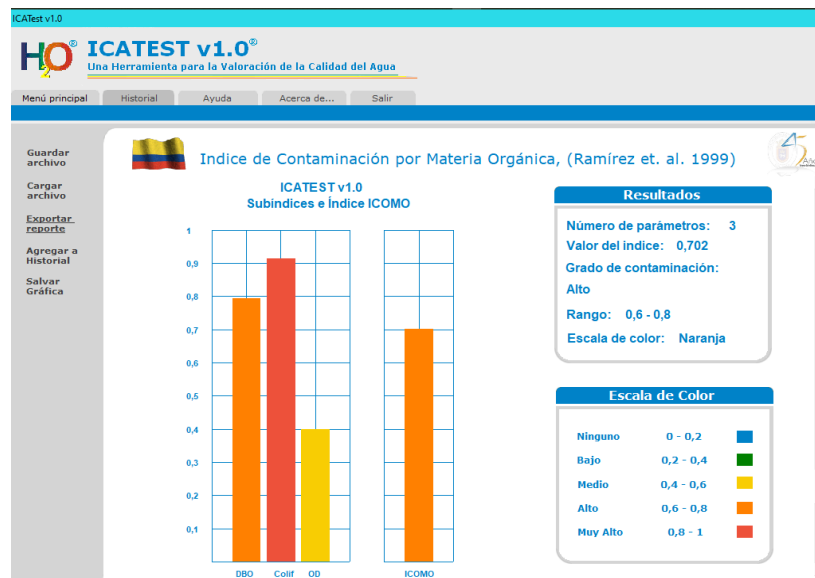 ICATest v1.0
H2O®
ICATEST v1.0®
Una Herramienta para la Valoración de la Calidad del Agua
Menú principal Historial Ayuda Acerca de... Salir
Guardar
archivo
Cargar
archivo
Exportar
reporte
Agregar a
Historial
Salvar
Gráfica
Indice de Contaminación por Materia Orgánica, (Ramírez et. al. 1999)
ICATEST v1.0
Subindices e Índice ICOMO
1
0,9
0,8
0,7
0,6
0,5
0,4
0,3
0,2
0,1
DBO Colif OD ICOMO
Resultados
Número de parámetros: 3
Valor del índice: 0,702
Grado de contaminación:
Alto
Rango: 0,6 - 0,8
Escala de color: Naranja
Escala de Color
Ninguno 0 - 0,2
Bajo 0,2 - 0,4
Medio 0,4 - 0,6
Alto 0,6 - 0,8
Muy Alto 0,8 - 1